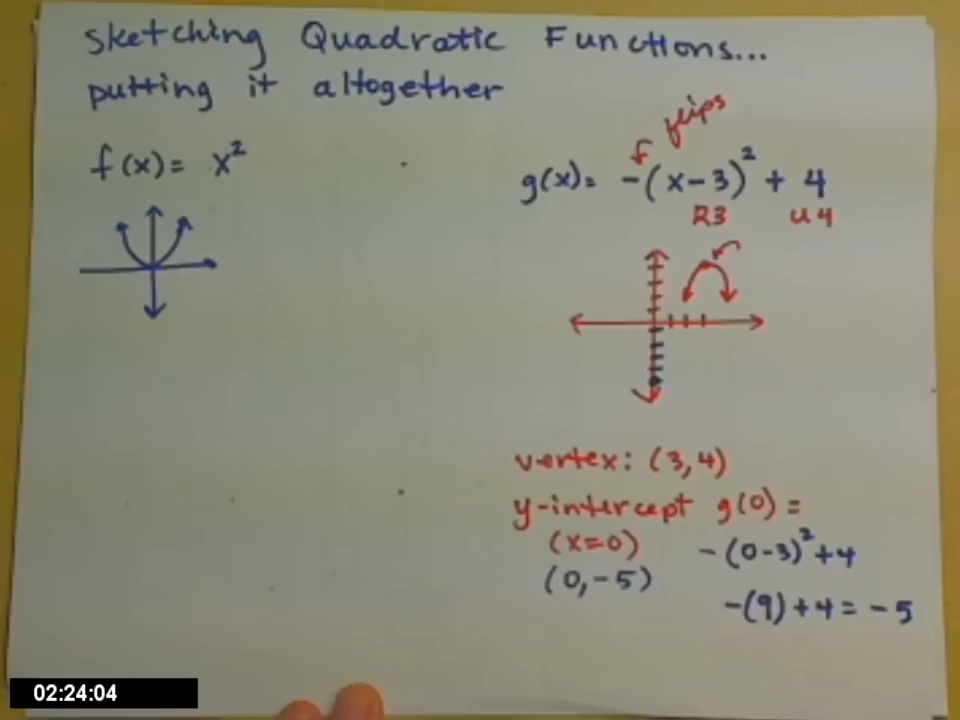 Sketching Quadratic Functions...
putting it altogether
flips
f(x) = x²
g(x) = -(x-3)² + 4
R3 u4
vertex: (3,4)
y-intercept g(0) =
(x=0) -(0-3)²+4
(0,-5)
-(9)+4 = -5
02:24:04